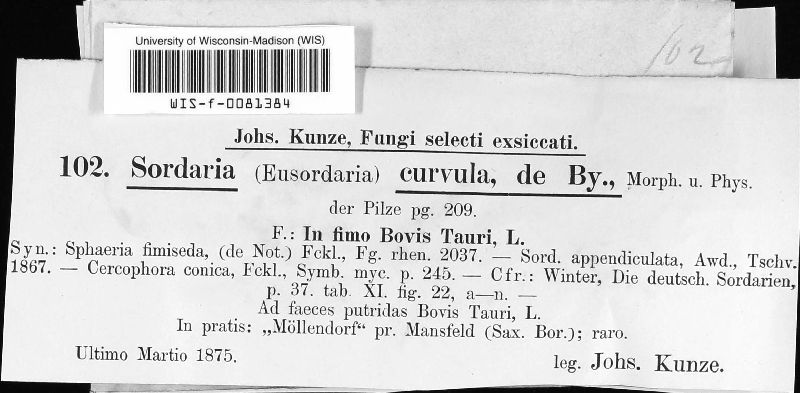 102
University of Wisconsin-Madison (WIS)
WIS-f-0081384
Johs. Kunze, Fungi selecti exsiccati.
102. Sordaria (Eusordaria) curvula, de By., Morph. u. Phys.
der Pilze pg. 209.
F.: In fimo Bovis Tauri, L.
Syn.: Sphaeria fimiseda, (de Not.) Fckl., Fg. rhen. 2037. — Sord. appendiculata, Awd., Tschv.
1867. — Cercophora conica, Fckl., Symb. myc. p. 245. — Cfr.: Winter, Die deutsch. Sordarien,
p. 37. tab. XI. fig. 22, a—n. —
Ad faeces putridas Bovis Tauri, L.
In pratis: „Möllendorf“ pr. Mansfeld (Sax. Bor.); raro.
Ultimo Martio 1875.
leg. Johs. Kunze.